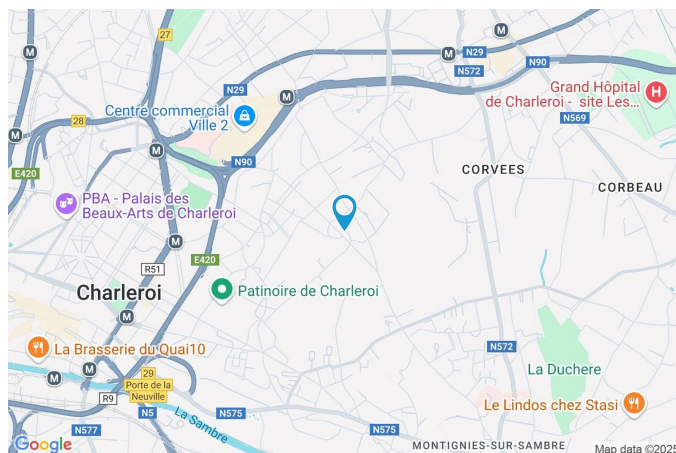 M
M
27
N29
M
N572
N90
Grand Hôpital
de Charleroi - site Les...
H
Centre commercial
Ville 2
M
28
M
M
N569
N29
N90
E420
CORVEES
CORBEAU
PBA - Palais des
Beaux-Arts de Charleroi
M
E420
R51
Charleroi
Patinoire de Charleroi
M
La Brasserie du Quai10
N572
La Duchere
M
M
29
Porte de la
Neuville
R9
N5
La Sambre
N575
N575
Le Lindos chez Stasi
N577
MONTIGNIES-SUR-SAMBRE
Google
Map data ©2025